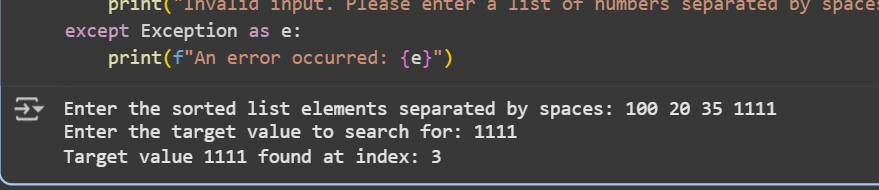 print("Invalid input. Please enter a list of numbers separated by spaces
except Exception as e:
print(f"An error occurred: {e}")
Enter the sorted list elements separated by spaces: 100 20 35 1111
Enter the target value to search for: 1111
Target value 1111 found at index: 3